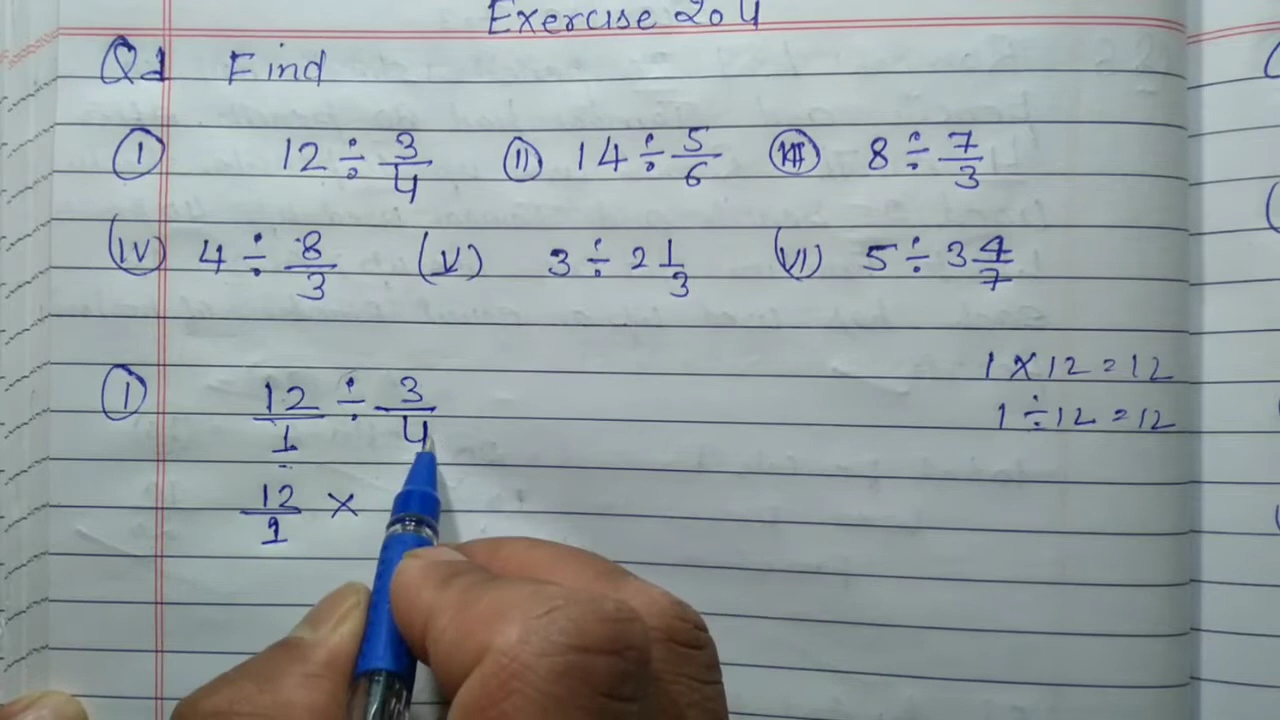 Exercise 2.4
Q1 Find
(I) 12 ÷ 3/4 (II) 14 ÷ 5/6 (III) 8 ÷ 7/3
(IV) 4 ÷ 8/3 (V) 3 ÷ 2 1/3 (VI) 5 ÷ 3 4/7
1 × 12 = 12
(I) 12/1 ÷ 3/4
1 ÷ 12 = 12
12/1 ×